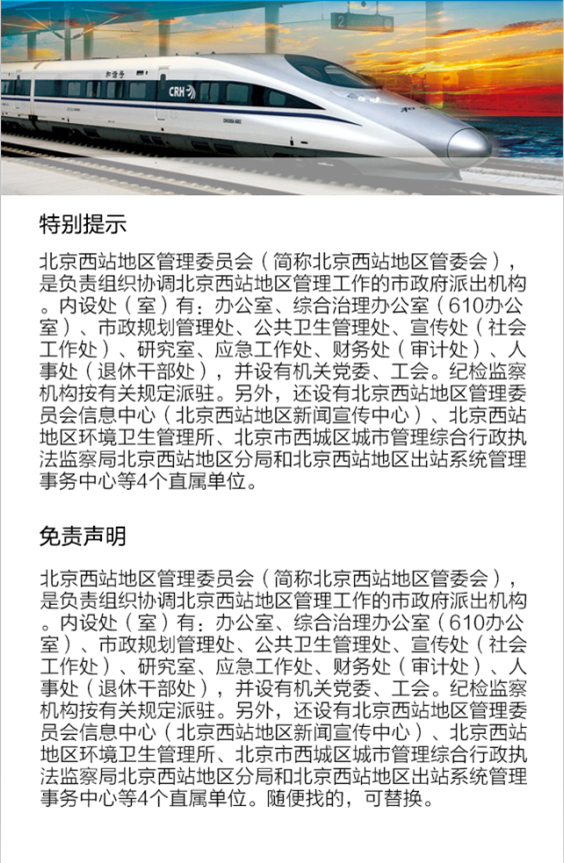 2
和谐号
CRH
特别提示
北京西站地区管理委员会（简称北京西站地区管委会），
是负责组织协调北京西站地区管理工作的市政府派出机构
。内设处（室）有：办公室、综合治理办公室（610办公
室）、市政规划管理处、公共卫生管理处、宣传处（社会
工作处）、研究室、应急工作处、财务处（审计处）、人
事处（退休干部处），并设有机关党委、工会。纪检监察
机构按有关规定派驻。另外，还设有北京西站地区管理委
员会信息中心（北京西站地区新闻宣传中心）、北京西站
地区环境卫生管理所、北京市西城区城市管理综合行政执
法监察局北京西站地区分局和北京西站地区出站系统管理
事务中心等4个直属单位。
免责声明
北京西站地区管理委员会（简称北京西站地区管委会），
是负责组织协调北京西站地区管理工作的市政府派出机构
。内设处（室）有：办公室、综合治理办公室（610办公
室）、市政规划管理处、公共卫生管理处、宣传处（社会
工作处）、研究室、应急工作处、财务处（审计处）、人
事处（退休干部处），并设有机关党委、工会。纪检监察
机构按有关规定派驻。另外，还设有北京西站地区管理委
员会信息中心（北京西站地区新闻宣传中心）、北京西站
地区环境卫生管理所、北京市西城区城市管理综合行政执
法监察局北京西站地区分局和北京西站地区出站系统管理
事务中心等4个直属单位。随便找的，可替换。